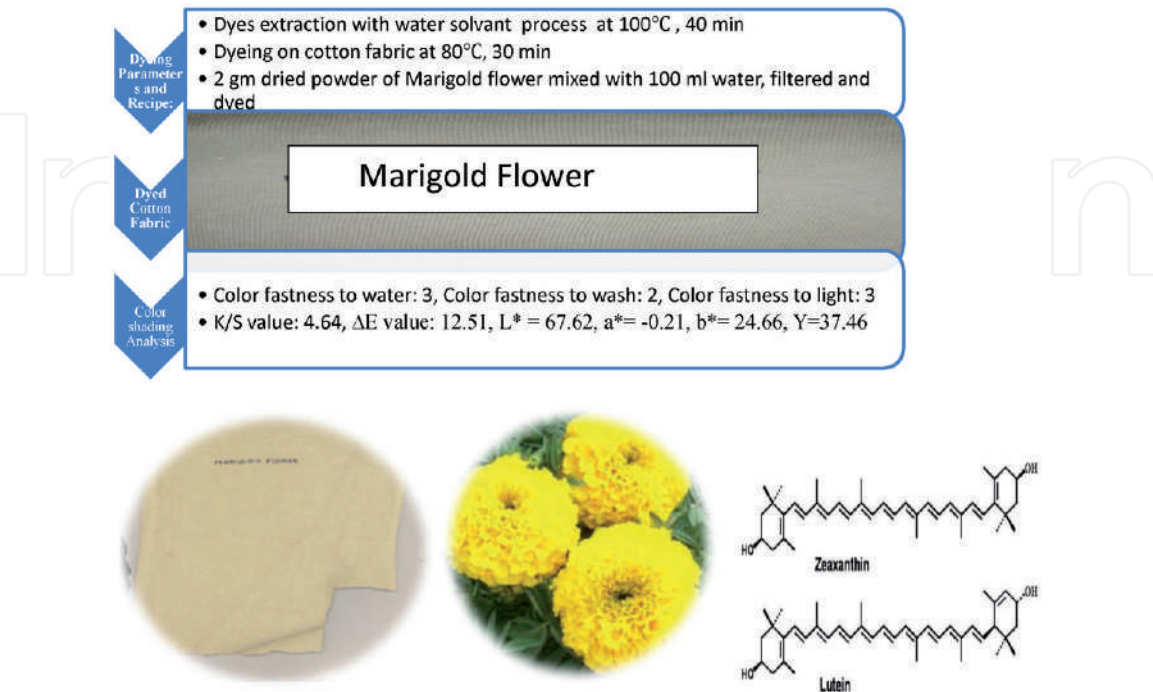 Dyeing
Parameter
s and
Recipe:
• Dyes extraction with water solvant process at 100°C , 40 min
• Dyeing on cotton fabric at 80°C, 30 min
• 2 gm dried powder of Marigold flower mixed with 100 ml water, filtered and
dyed
Dyed
Cotton
Fabric
Marigold Flower
Color
shading
Analysis
• Color fastness to water: 3, Color fastness to wash: 2, Color fastness to light: 3
• K/S value: 4.64, ΔE value: 12.51, L* = 67.62, a*= -0.21, b*= 24.66, Y=37.46
MARIGOLD FLOWER
OH
HO
Zeaxanthin
OH
HO
Lutein